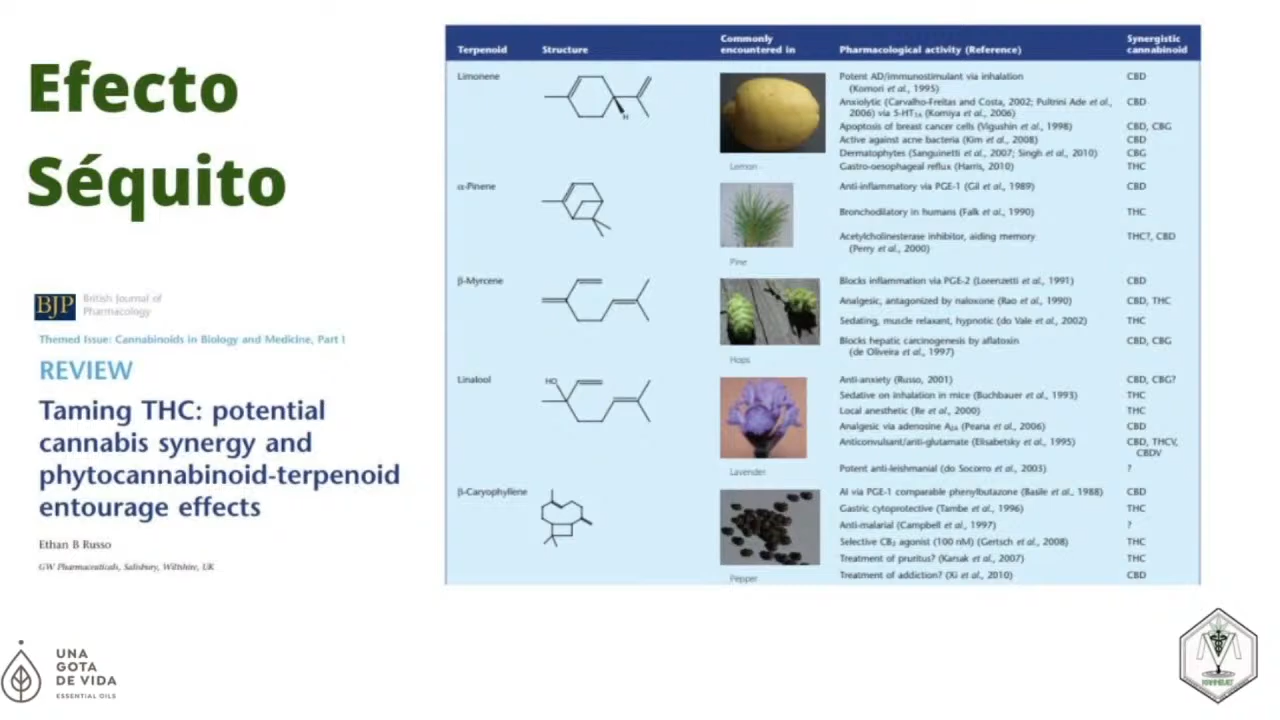 Efecto
Séquito
BJP British Journal of
Pharmacology
Themed Issue: Cannabinoids in Biology and Medicine, Part I
REVIEW
Taming THC: potential
cannabis synergy and
phytocannabinoid-terpenoid
entourage effects
Ethan B Russo
GW Pharmaceuticals, Salisbury, Wiltshire, UK
Terpenoid Structure Commonly encountered in Pharmacological activity (Reference) Synergistic cannabinoid
Limonene Potent AD/immunostimulant via inhalation CBD
(Komori et al., 1995)
Anxiolytic (Carvalho-Freitas and Costa, 2002; Pultrini Ade et al., CBD
2006) via 5-HT1A (Komiya et al., 2006)
Apoptosis of breast cancer cells (Vigushin et al., 1998) CBD, CBG
Active against acne bacteria (Kim et al., 2008) CBD
Dermatophytes (Sanguinetti et al., 2007; Singh et al., 2010) CBG
Lemon Gastro-oesophageal reflux (Harris, 2010) THC
H
α-Pinene Anti-inflammatory via PGE-1 (Gil et al., 1989) CBD
Bronchodilatory in humans (Falk et al., 1990) THC
Acetylcholinesterase inhibitor, aiding memory THC?, CBD
(Perry et al., 2000)
Pine
β-Myrcene Blocks inflammation via PGE-2 (Lorenzetti et al., 1991) CBD
Analgesic, antagonized by naloxone (Rao et al., 1990) CBD, THC
Sedating, muscle relaxant, hypnotic (do Vale et al., 2002) THC
Blocks hepatic carcinogenesis by aflatoxin CBD, CBG
(de Oliveira et al., 1997)
Hops
Linalool HO Anti-anxiety (Russo, 2001) CBD, CBG?
Sedative on inhalation in mice (Buchbauer et al., 1993) THC
Local anesthetic (Re et al., 2000) THC
Analgesic via adenosine A2A (Peana et al., 2006) CBD
Anticonvulsant/anti-glutamate (Elisabetsky et al., 1995) CBD, THCV,
CBDV
Lavender Potent anti-leishmanial (do Socorro et al., 2003) ?
β-Caryophyllene AI via PGE-1 comparable phenylbutazone (Basile et al., 1988) CBD
Gastric cytoprotective (Tambe et al., 1996) THC
Anti-malarial (Campbell et al., 1997) ?
Selective CB2 agonist (100 nM) (Gertsch et al., 2008) THC
Treatment of pruritus? (Karsak et al., 2007) THC
Pepper Treatment of addiction? (Xi et al., 2010) CBD
UNA
GOTA
DE VIDA
ESSENTIAL OILS